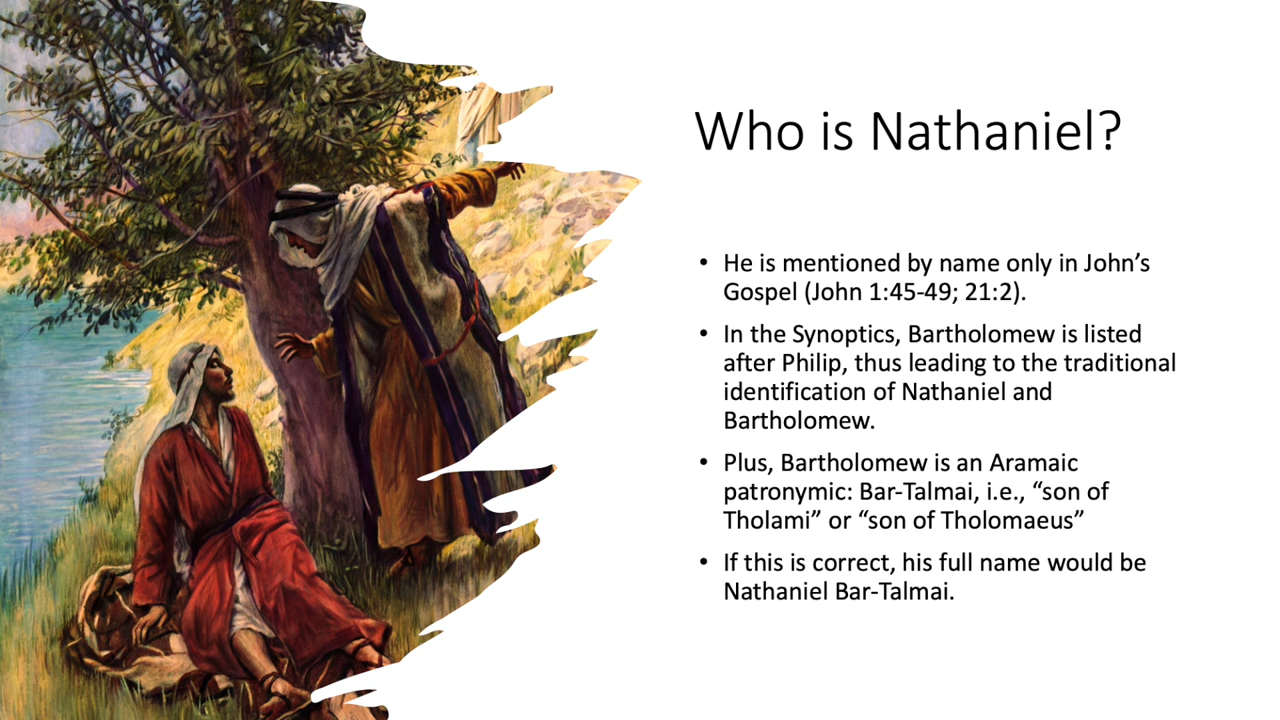 Who is Nathaniel?
• He is mentioned by name only in John’s
Gospel (John 1:45-49; 21:2).
• In the Synoptics, Bartholomew is listed
after Philip, thus leading to the traditional
identification of Nathaniel and
Bartholomew.
• Plus, Bartholomew is an Aramaic
patronymic: Bar-Talmai, i.e., “son of
Tholami” or “son of Tholomaeus”
• If this is correct, his full name would be
Nathaniel Bar-Talmai.